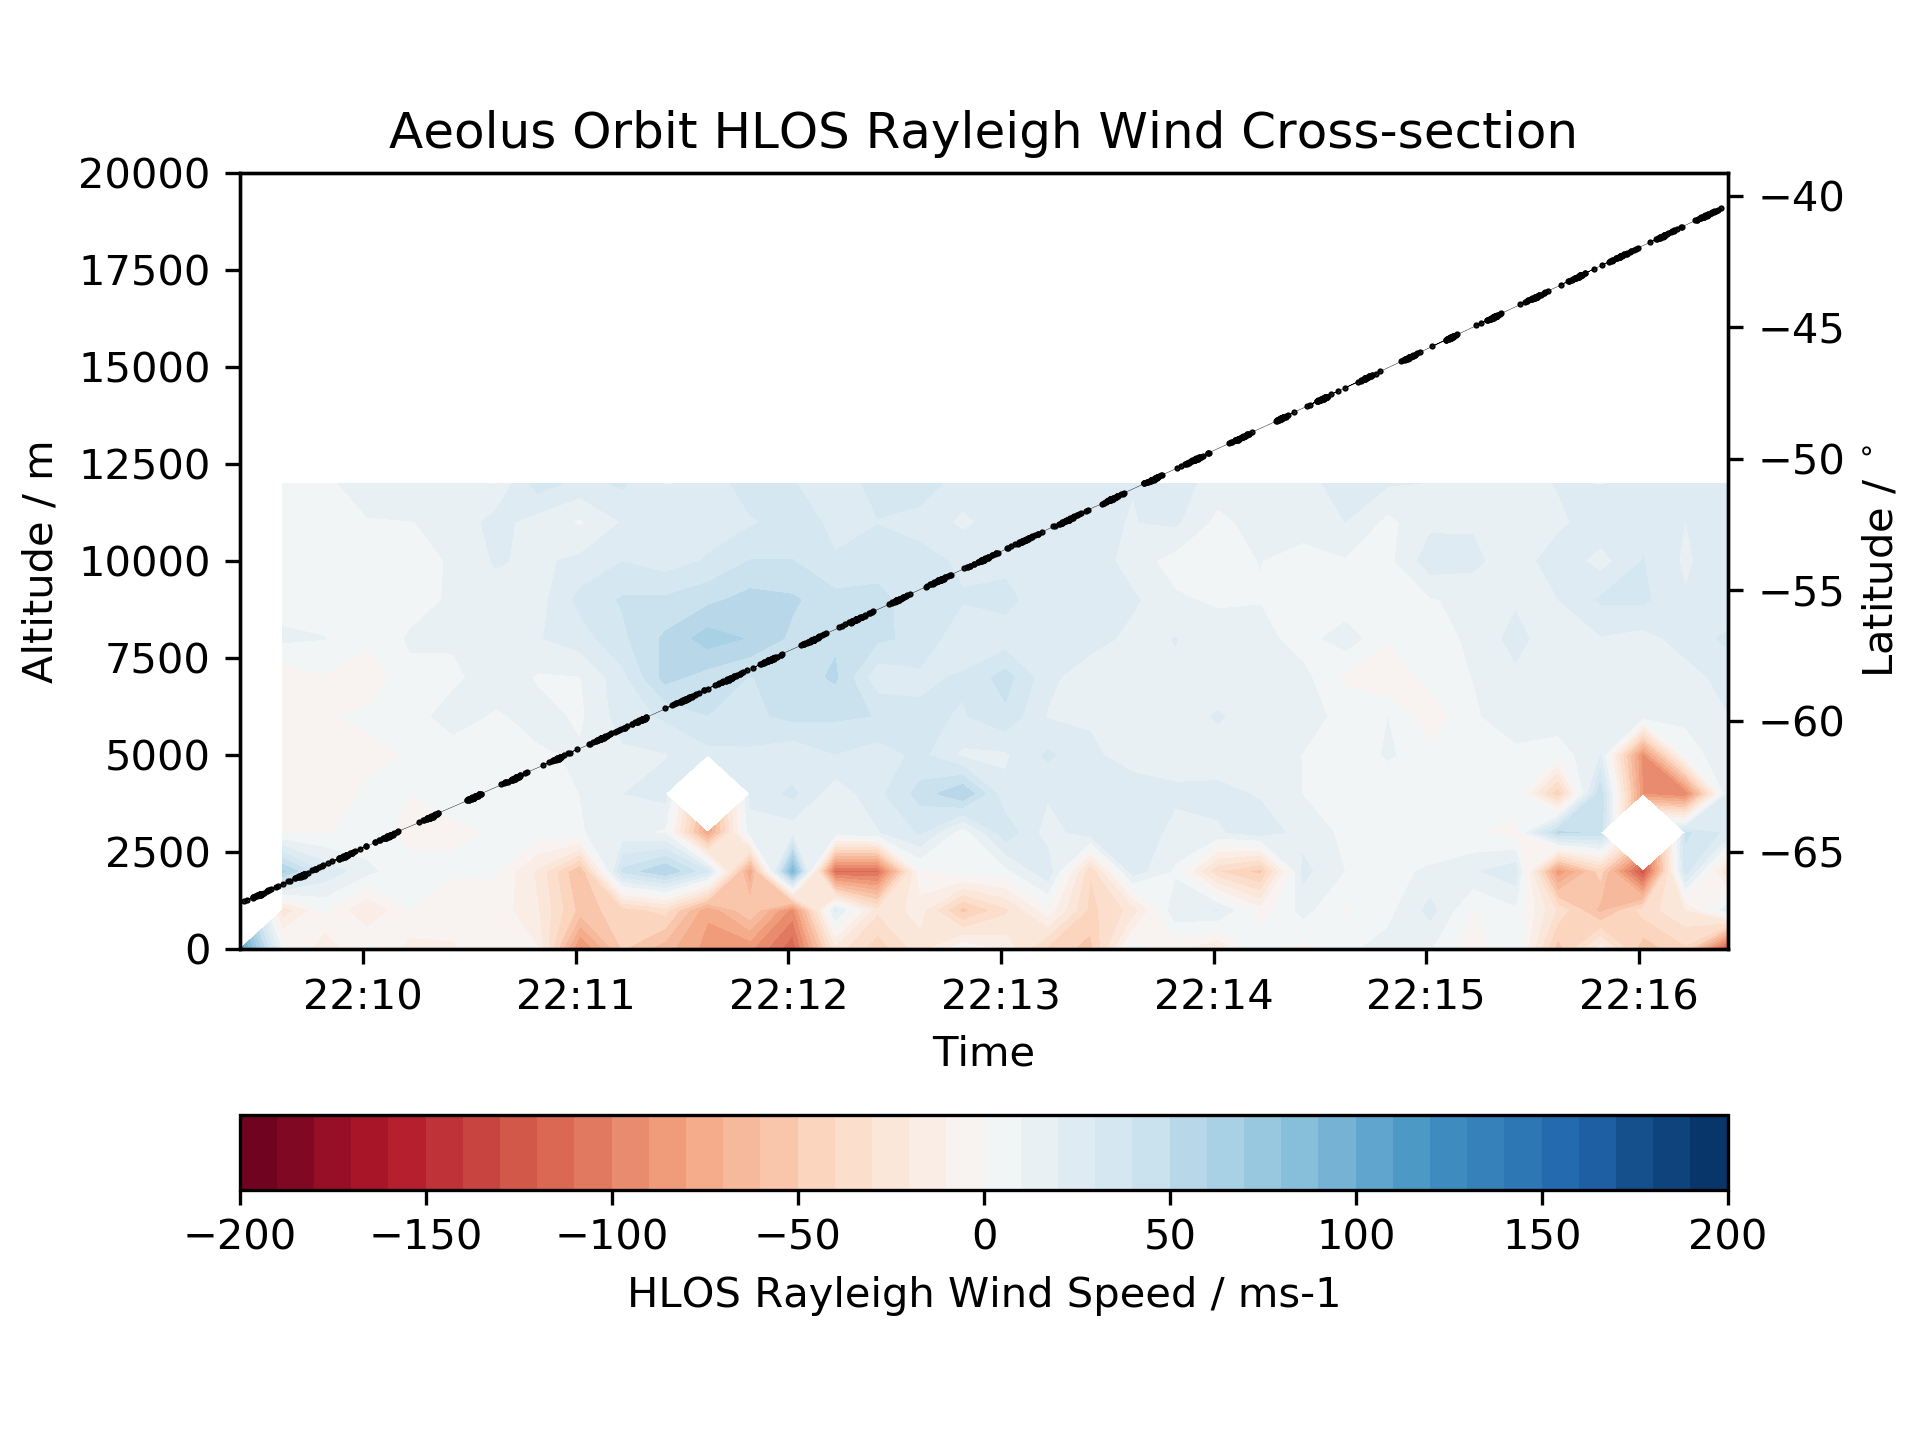 Aeolus Orbit HLOS Rayleigh Wind Cross-section
20000
17500
15000
12500
10000
7500
5000
2500
0
Altitude / m
−40
−45
−50
−55
−60
−65
Latitude / °
22:10 22:11 22:12 22:13 22:14 22:15 22:16
Time
−200 −150 −100 −50 0 50 100 150 200
HLOS Rayleigh Wind Speed / ms-1